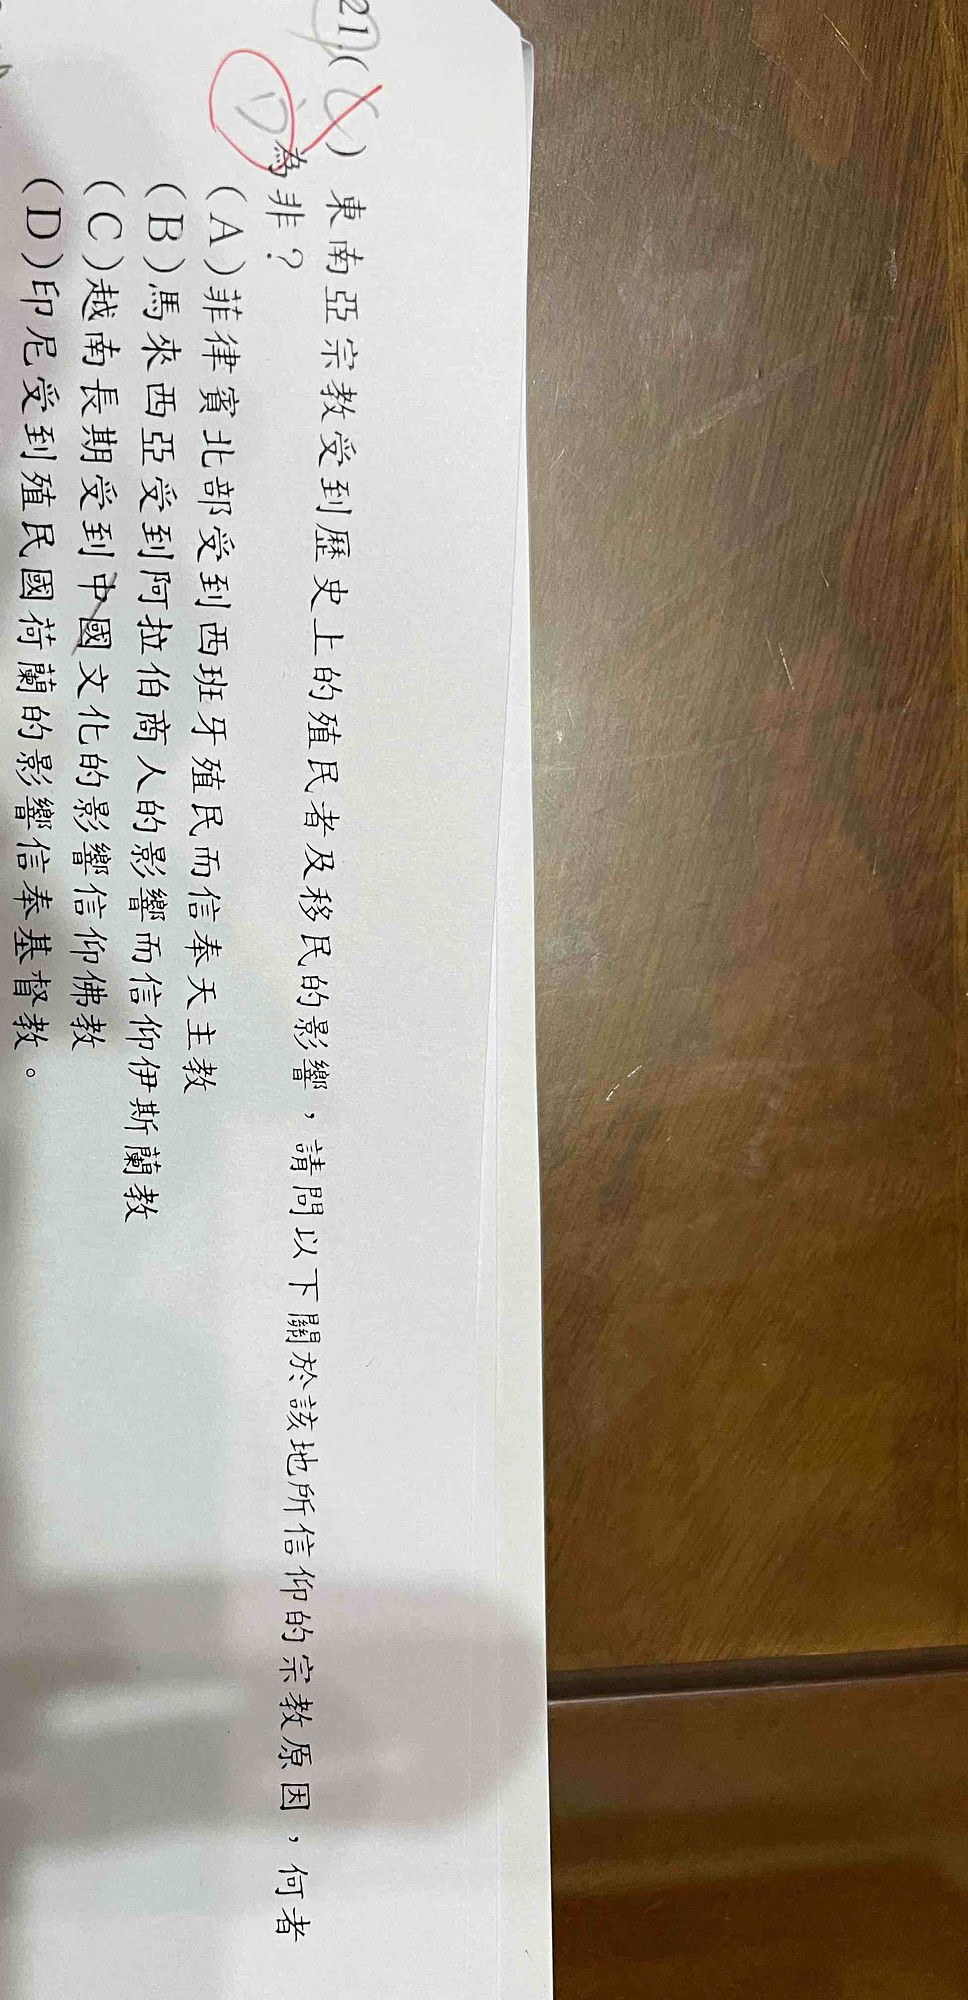 21.( C ) 東南亞宗教受到歷史上的殖民者及移民的影響，請問以下關於該地所信仰的宗教原因，何者
D 為非？
(A)菲律賓北部受到西班牙殖民而信奉天主教
(B)馬來西亞受到阿拉伯商人的影響而信仰伊斯蘭教
(C)越南長期受到中國文化的影響信仰佛教
(D)印尼受到殖民國荷蘭的影響信奉基督教。